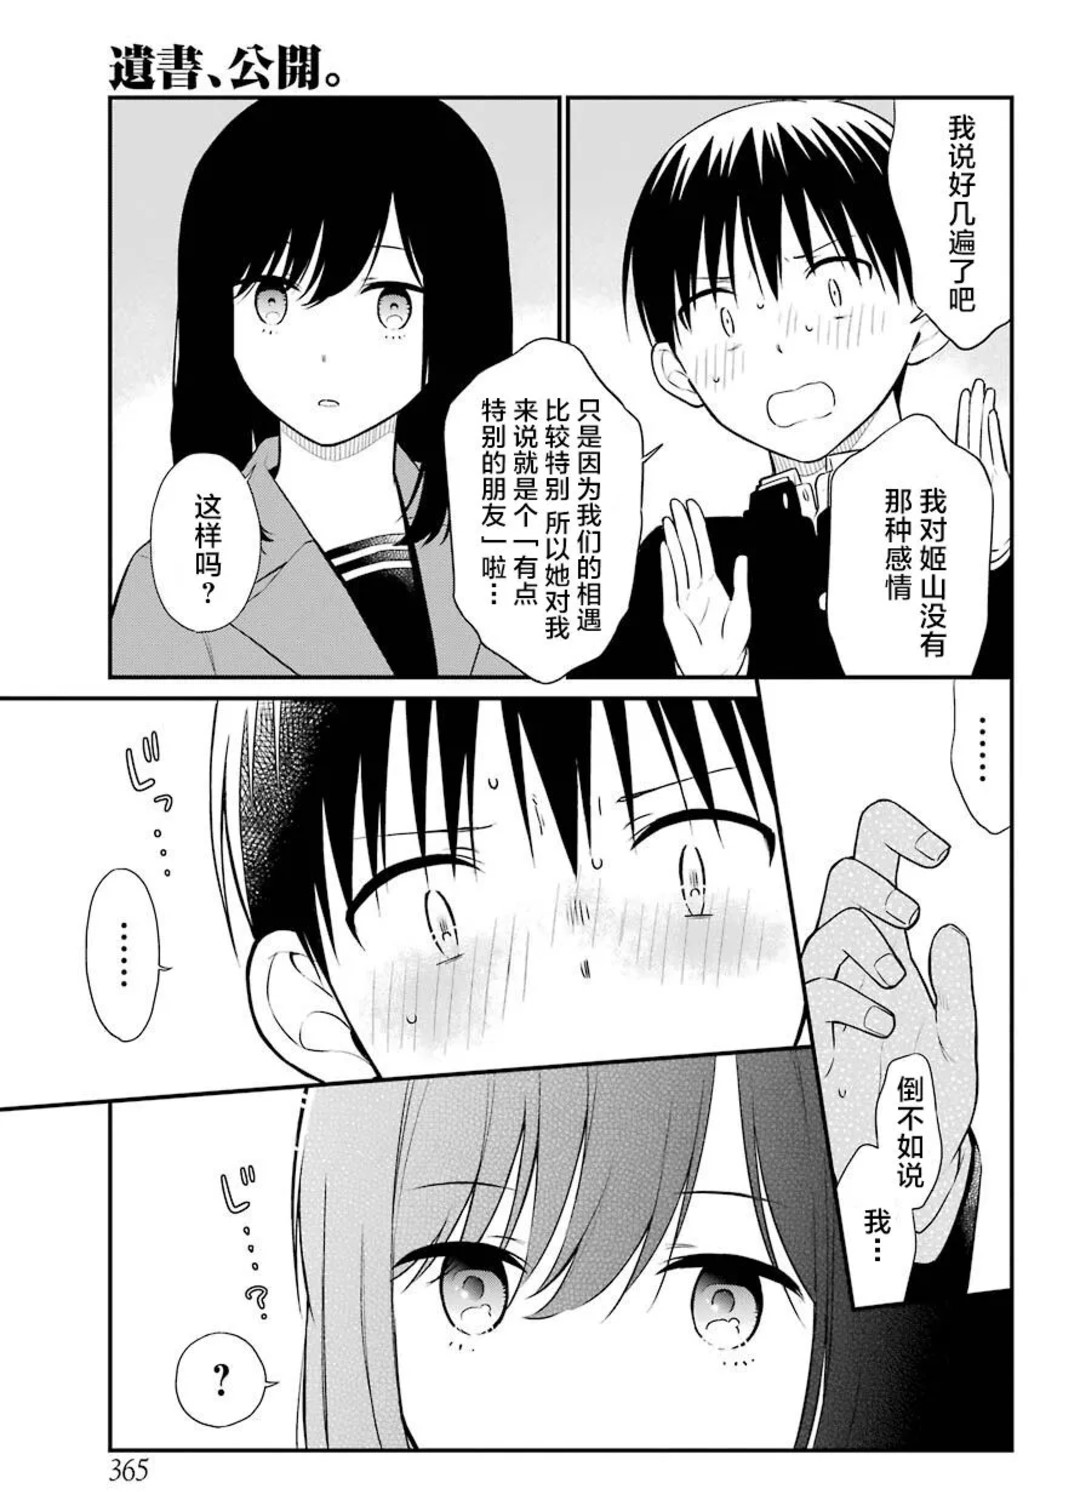 遺書、公開。
我说好几遍了吧
我对姬山没有
那种感情
只是因为我们的相遇
比较特别 所以她对我
来说就是个「有点
特别的朋友」啦…
这样吗?
……
倒不如说
我…
じっ…。
……
じ…。?
?
365